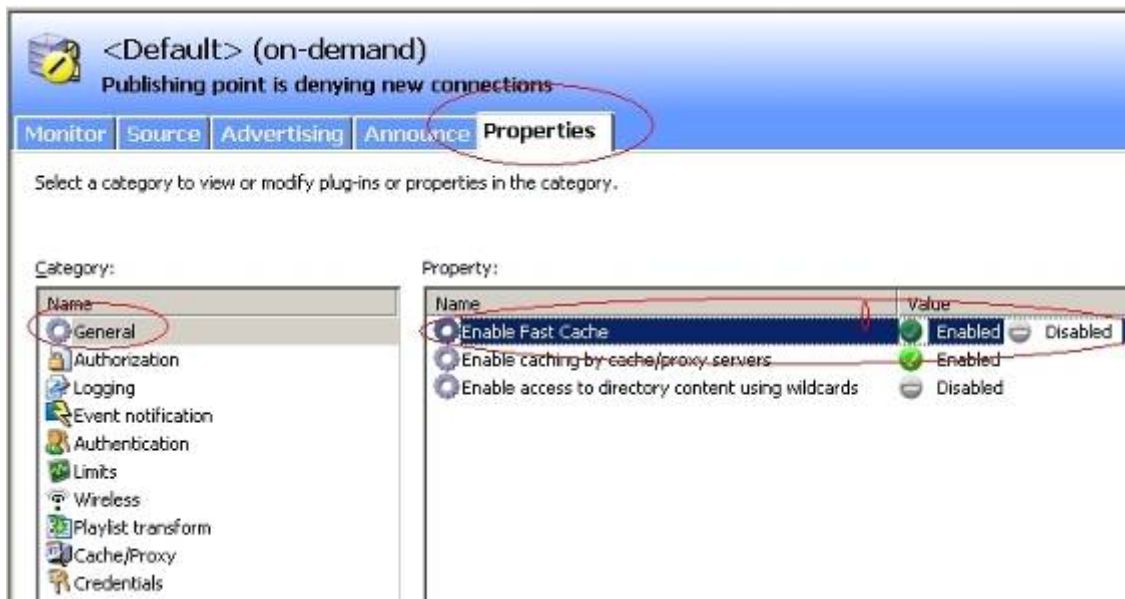 <Default> (on-demand)
Publishing point is denying new connections
Monitor Source Advertising Announce Properties
Select a category to view or modify plug-ins or properties in the category.
Category:
Name
General
Authorization
Logging
Event notification
Authentication
Limits
Wireless
Playlist transform
Cache/Proxy
Credentials
Property:
Name Value
Enable Fast Cache Enabled Disabled
Enable caching by cache/proxy servers Enabled
Enable access to directory content using wildcards Disabled